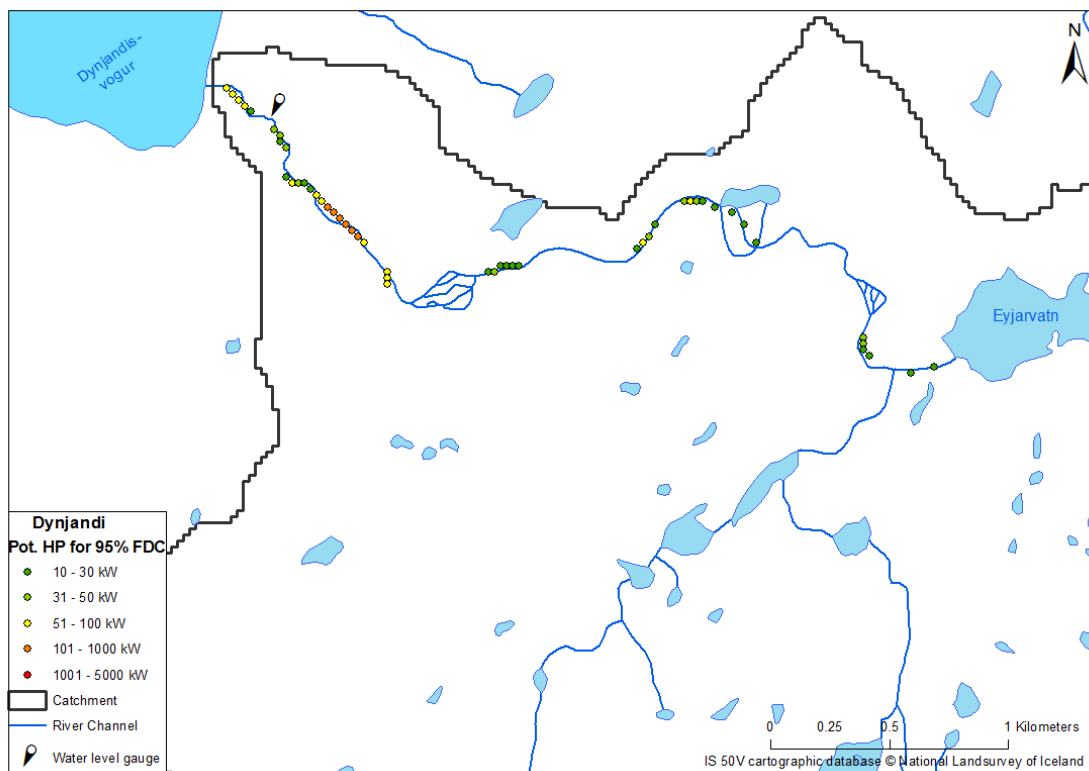 Dynjandis-
vogur
N
Eyjarvatn
Dynjandi
Pot. HP for 95% FDC
10 - 30 kW
31 - 50 kW
51 - 100 kW
101 - 1000 kW
1001 - 5000 kW
Catchment
River Channel
Water level gauge
0 0.25 0.5 1 Kilometers
IS 50V cartographic database © National Landsurvey of Iceland